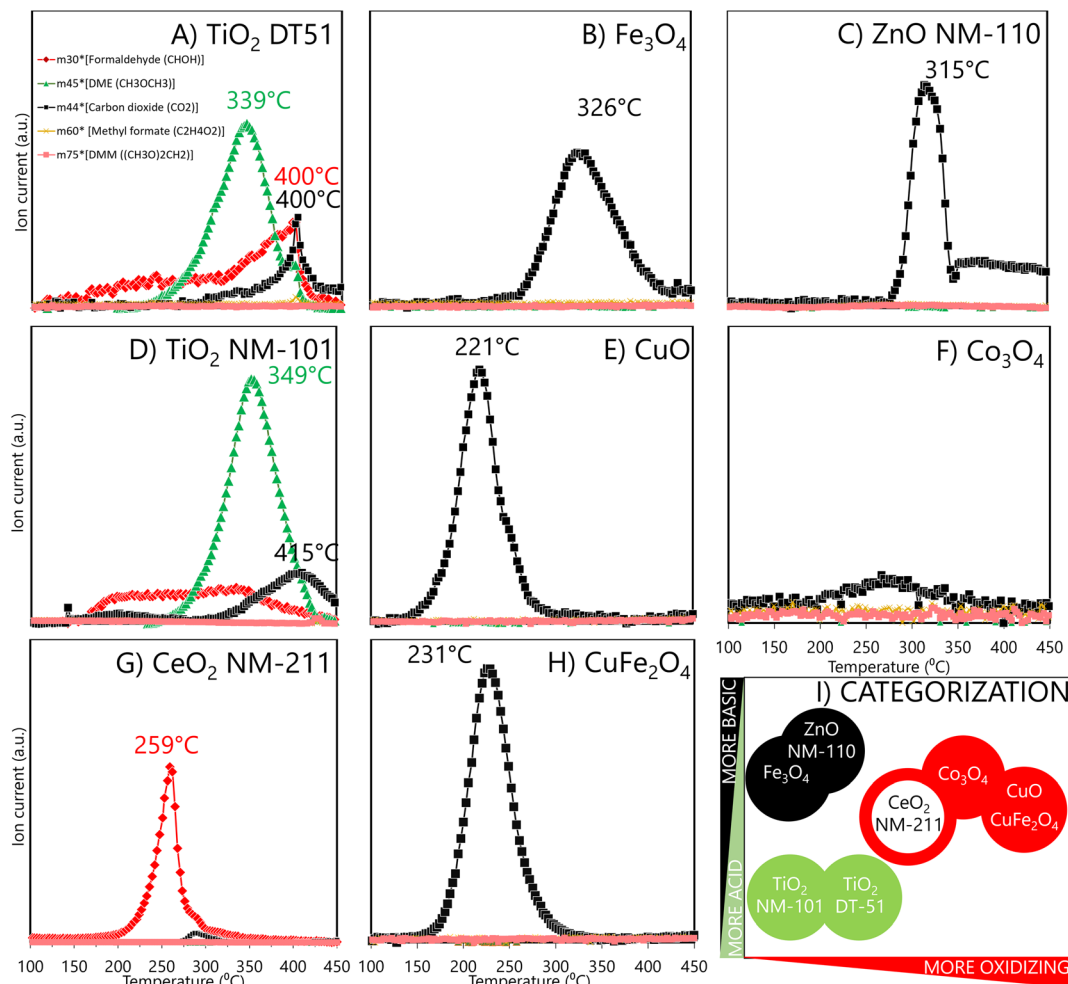 A) TiO₂ DT51
m30*[Formaldehyde (CHOH)]
m45*[DME (CH3OCH3)]
m44*[Carbon dioxide (CO2)]
m60* [Methyl formate (C2H4O2)]
m75*[DMM ((CH3O)2CH2)]
339°C
400°C
400°C
Ion current (a.u.)
B) Fe₃O₄
326°C
C) ZnO NM-110
315°C
D) TiO₂ NM-101
349°C
415°C
Ion current (a.u.)
E) CuO
221°C
F) Co₃O₄
100 150 200 250 300 350 400 450
Temperature (⁰C)
G) CeO₂ NM-211
259°C
Ion current (a.u.)
100 150 200 250 300 350 400 450
Temperature (⁰C)
H) CuFe₂O₄
231°C
100 150 200 250 300 350 400 450
Temperature (⁰C)
I) CATEGORIZATION
MORE BASIC
MORE ACID
ZnO
NM-110
Fe₃O₄
Co₃O₄
CuO
CuFe₂O₄
CeO₂
NM-211
TiO₂
NM-101
TiO₂
DT-51
MORE OXIDIZING